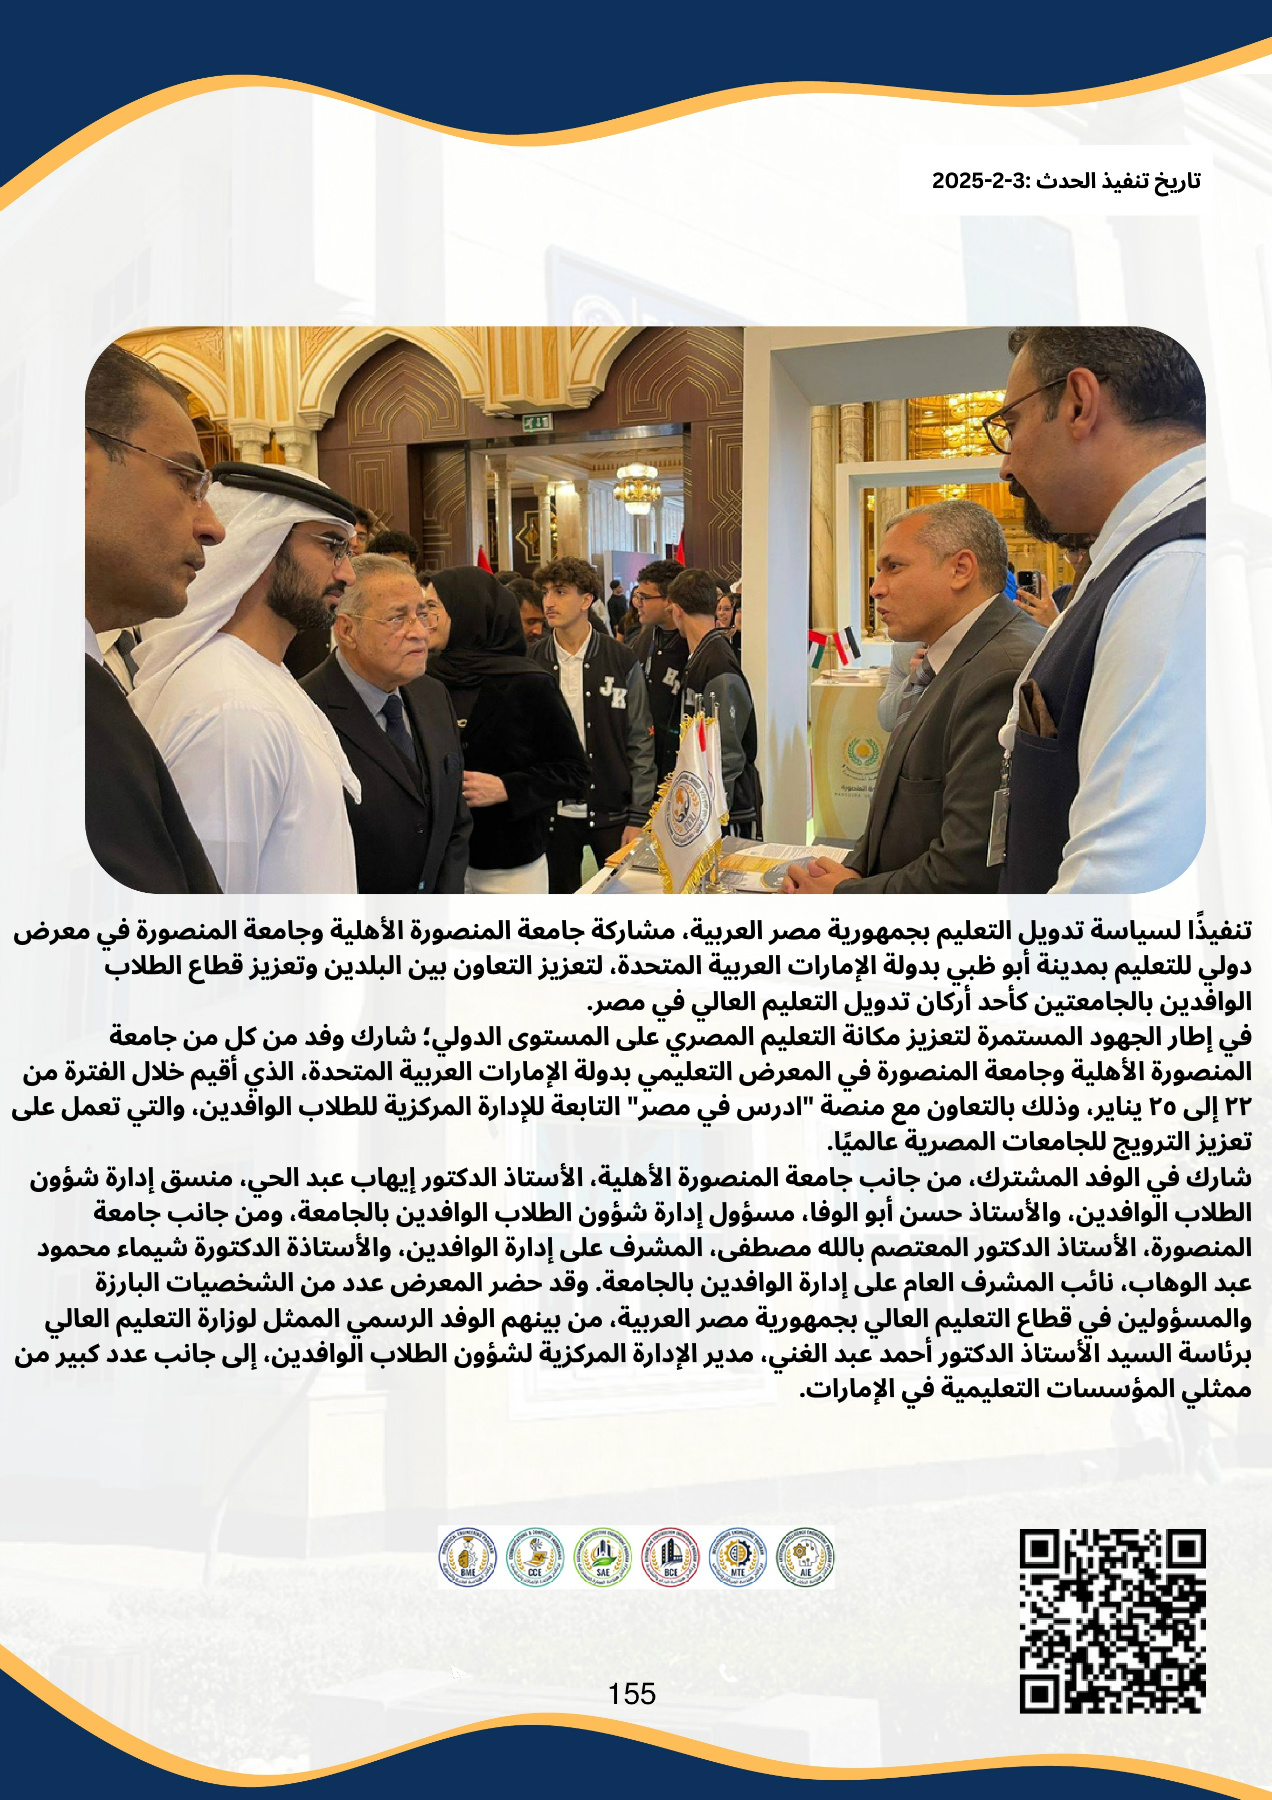 تاريخ تنفيذ الحدث :3-2-2025
JK
تنفيذًا لسياسة تدويل التعليم بجمهورية مصر العربية، مشاركة جامعة المنصورة الأهلية وجامعة المنصورة في معرض
دولي للتعليم بمدينة أبو ظبي بدولة الإمارات العربية المتحدة، لتعزيز التعاون بين البلدين وتعزيز قطاع الطلاب
الوافدين بالجامعتين كأحد أركان تدويل التعليم العالي في مصر.
في إطار الجهود المستمرة لتعزيز مكانة التعليم المصري على المستوى الدولي؛ شارك وفد من كل من جامعة
المنصورة الأهلية وجامعة المنصورة في المعرض التعليمي بدولة الإمارات العربية المتحدة، الذي أقيم خلال الفترة من
٢٢ إلى ٢٥ يناير، وذلك بالتعاون مع منصة "ادرس في مصر" التابعة للإدارة المركزية للطلاب الوافدين، والتي تعمل على
تعزيز الترويج للجامعات المصرية عالميًا.
شارك في الوفد المشترك، من جانب جامعة المنصورة الأهلية، الأستاذ الدكتور إيهاب عبد الحي، منسق إدارة شؤون
الطلاب الوافدين، والأستاذ حسن أبو الوفا، مسؤول إدارة شؤون الطلاب الوافدين بالجامعة، ومن جانب جامعة
المنصورة، الأستاذ الدكتور المعتصم بالله مصطفى، المشرف على إدارة الوافدين، والأستاذة الدكتورة شيماء محمود
عبد الوهاب، نائب المشرف العام على إدارة الوافدين بالجامعة. وقد حضر المعرض عدد من الشخصيات البارزة
والمسؤولين في قطاع التعليم العالي بجمهورية مصر العربية، من بينهم الوفد الرسمي الممثل لوزارة التعليم العالي
برئاسة السيد الأستاذ الدكتور أحمد عبد الغني، مدير الإدارة المركزية لشؤون الطلاب الوافدين، إلى جانب عدد كبير من
ممثلي المؤسسات التعليمية في الإمارات.
BME CCE SAE BCE MTE AIE
155